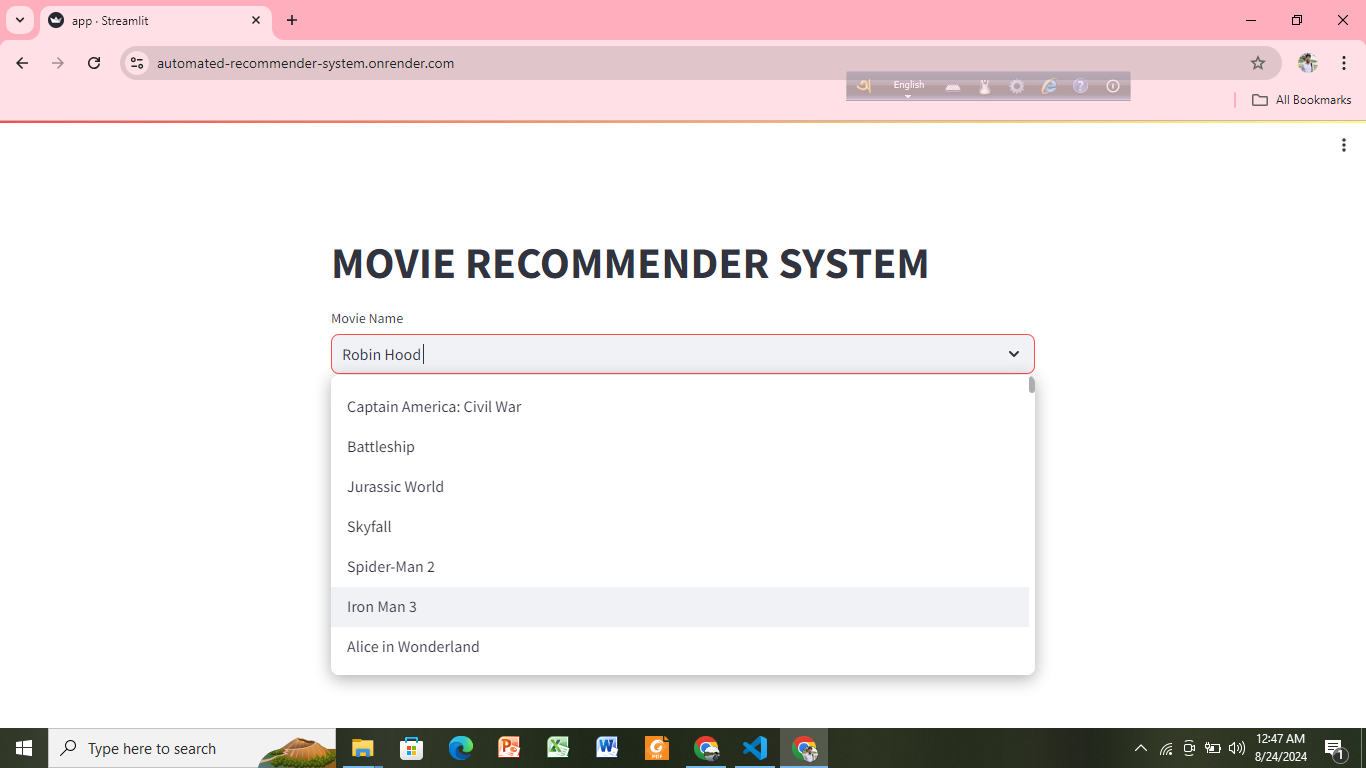 app · Streamlit
automated-recommender-system.onrender.com
অ
English
All Bookmarks
MOVIE RECOMMENDER SYSTEM
Movie Name
Robin Hood
Captain America: Civil War
Battleship
Jurassic World
Skyfall
Spider-Man 2
Iron Man 3
Alice in Wonderland
Type here to search
12:47 AM
8/24/2024
1